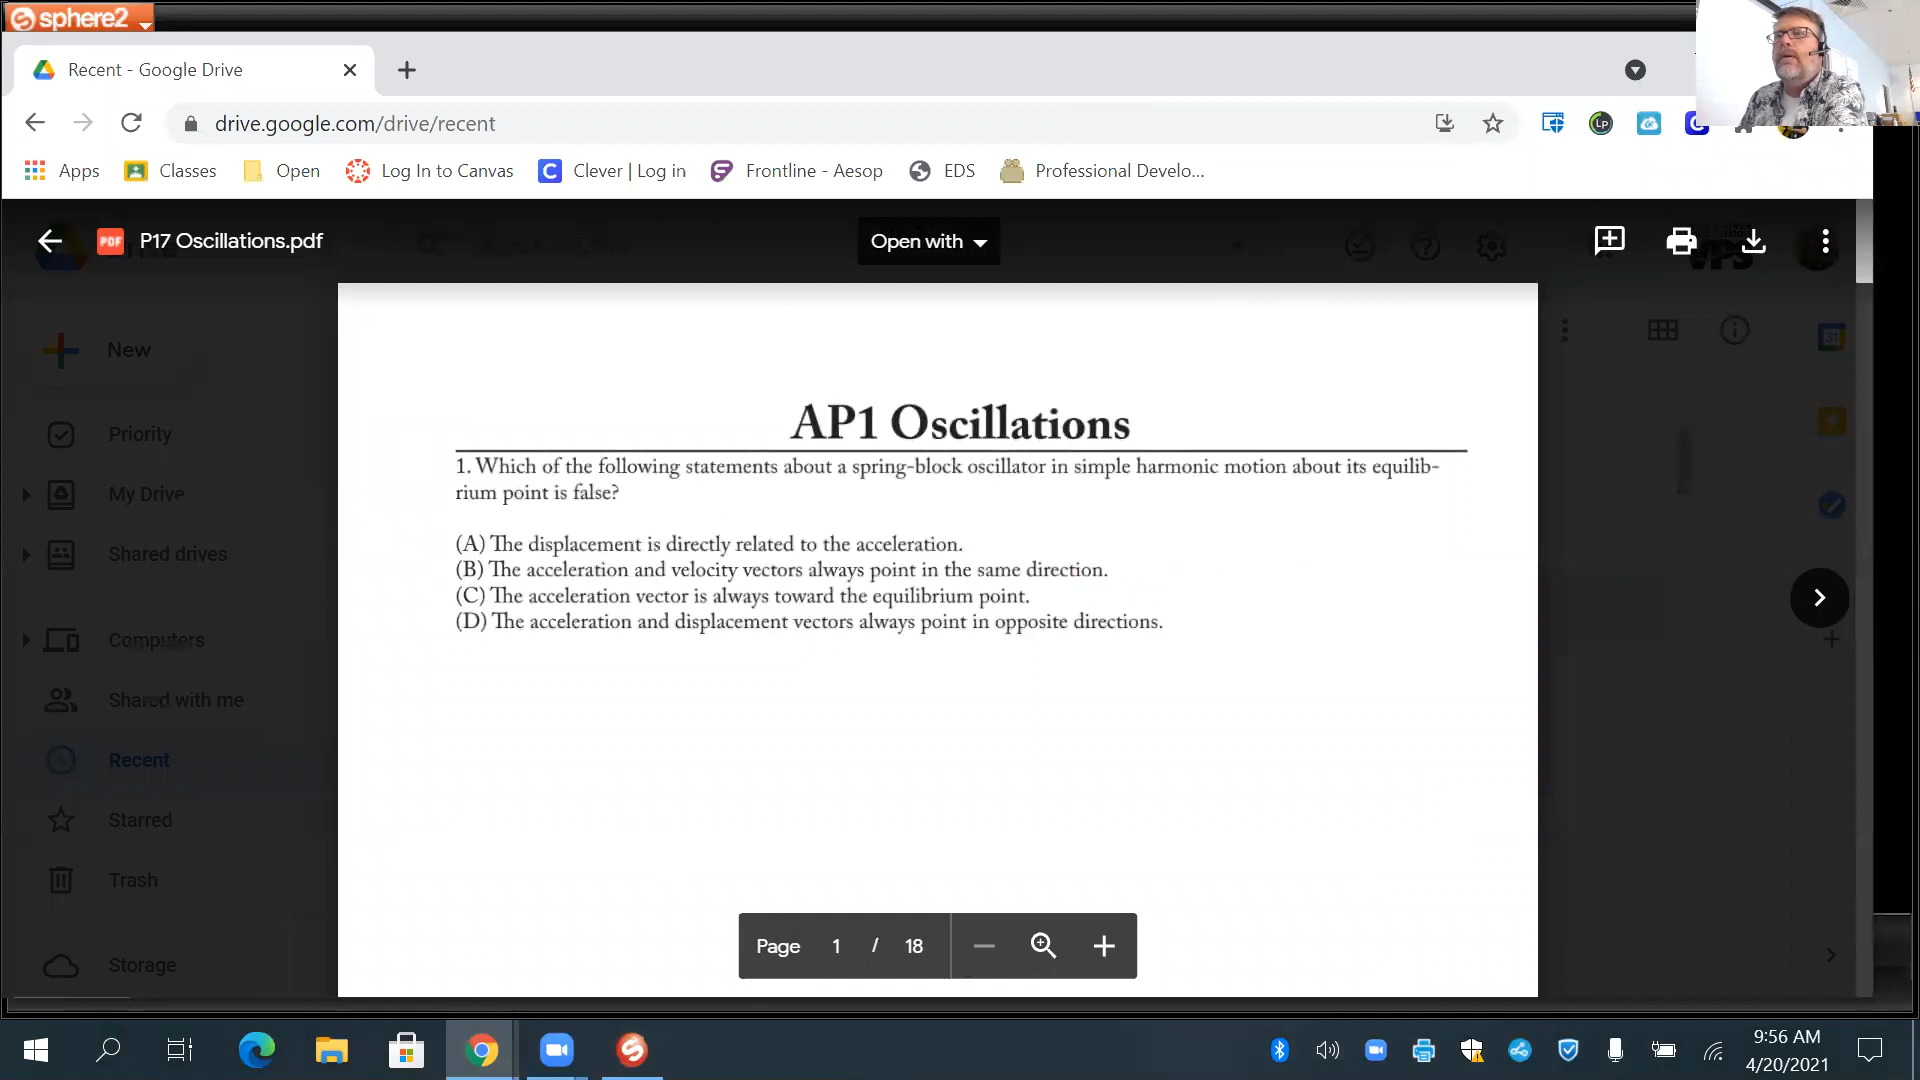 sphere2
Recent - Google Drive
drive.google.com/drive/recent
Apps
Classes
Open
Log In to Canvas
Clever | Log in
Frontline - Aesop
EDS
Professional Develo...
PDF
P17 Oscillations.pdf
Open with
New
Priority
My Drive
Shared drives
Computers
Shared with me
Recent
Starred
Trash
Storage
AP1 Oscillations
1. Which of the following statements about a spring-block oscillator in simple harmonic motion about its equilib-
rium point is false?
(A) The displacement is directly related to the acceleration.
(B) The acceleration and velocity vectors always point in the same direction.
(C) The acceleration vector is always toward the equilibrium point.
(D) The acceleration and displacement vectors always point in opposite directions.
Page 1 / 18
9:56 AM
4/20/2021